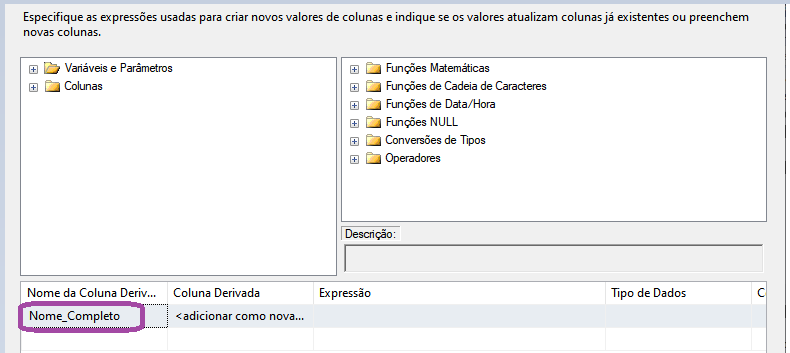 Especifique as expressões usadas para criar novos valores de colunas e indique se os valores atualizam colunas já existentes ou preenchem
novas colunas.
Variáveis e Parâmetros
Colunas
Funções Matemáticas
Funções de Cadeia de Caracteres
Funções de Data/Hora
Funções NULL
Conversões de Tipos
Operadores
Descrição:
Nome da Coluna Deriv... Coluna Derivada Expressão Tipo de Dados C
Nome_Completo <adicionar como nova...